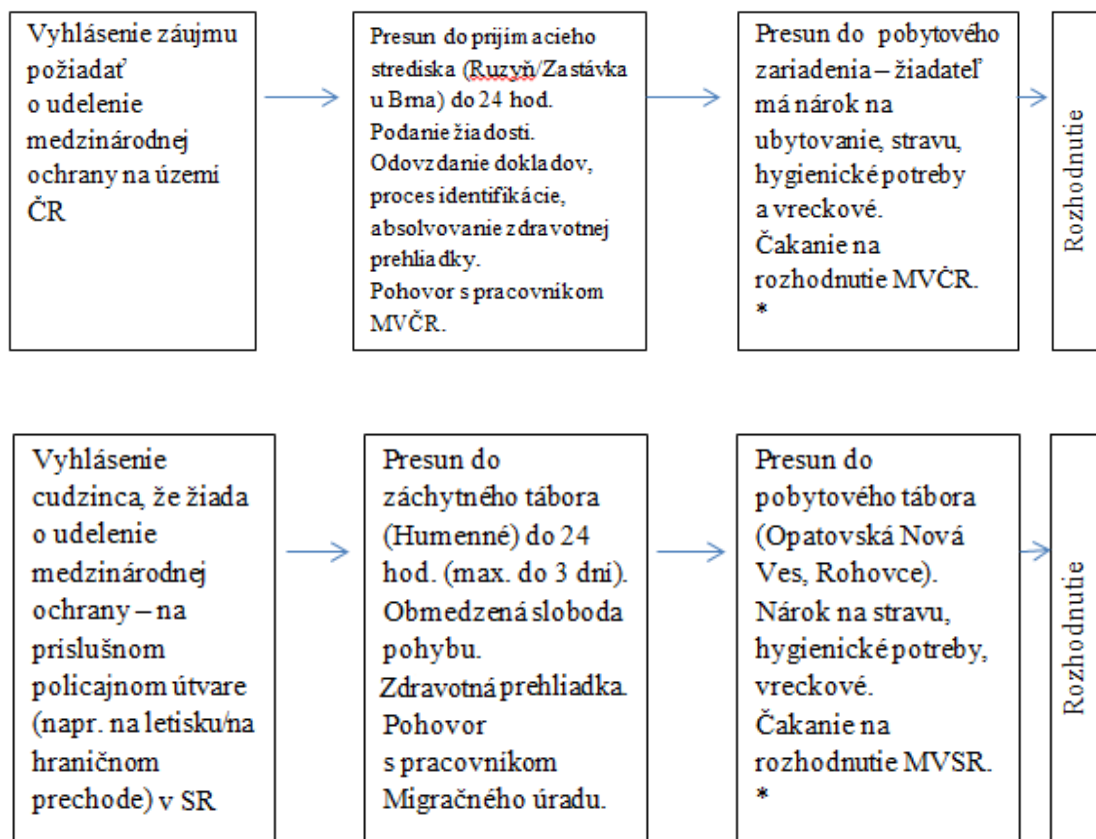 Vyhlásenie záujmu
požiadať
o udelenie
medzinárodnej
ochrany na území
ČR
Presun do prijímacieho
strediska (Ruzyň/Zastávka
u Brna) do 24 hod.
Podanie žiadosti.
Odovzdanie dokladov,
proces identifikácie,
absolvovanie zdravotnej
prehliadky.
Pohovor s pracovníkom
MVČR.
Presun do pobytového
zariadenia – žiadateľ
má nárok na
ubytovanie, stravu,
hygienické potreby
a vreckové.
Čakanie na
rozhodnutie MVČR.
*
Rozhodnutie
Vyhlásenie
cudzinca, že žiada
o udelenie
medzinárodnej
ochrany – na
príslušnom
policajnom útvare
(napr. na letisku/na
hraničnom
prechode) v SR
Presun do
záchytného tábora
(Humenné) do 24
hod. (max. do 3 dní).
Obmedzená sloboda
pohybu.
Zdravotná prehliadka.
Pohovor
s pracovníkom
Migračného úradu.
Presun do
pobytového tábora
(Opatovská Nová
Ves, Rohovce).
Nárok na stravu,
hygienické potreby,
vreckové.
Čakanie na
rozhodnutie MVSR.
*
Rozhodnutie